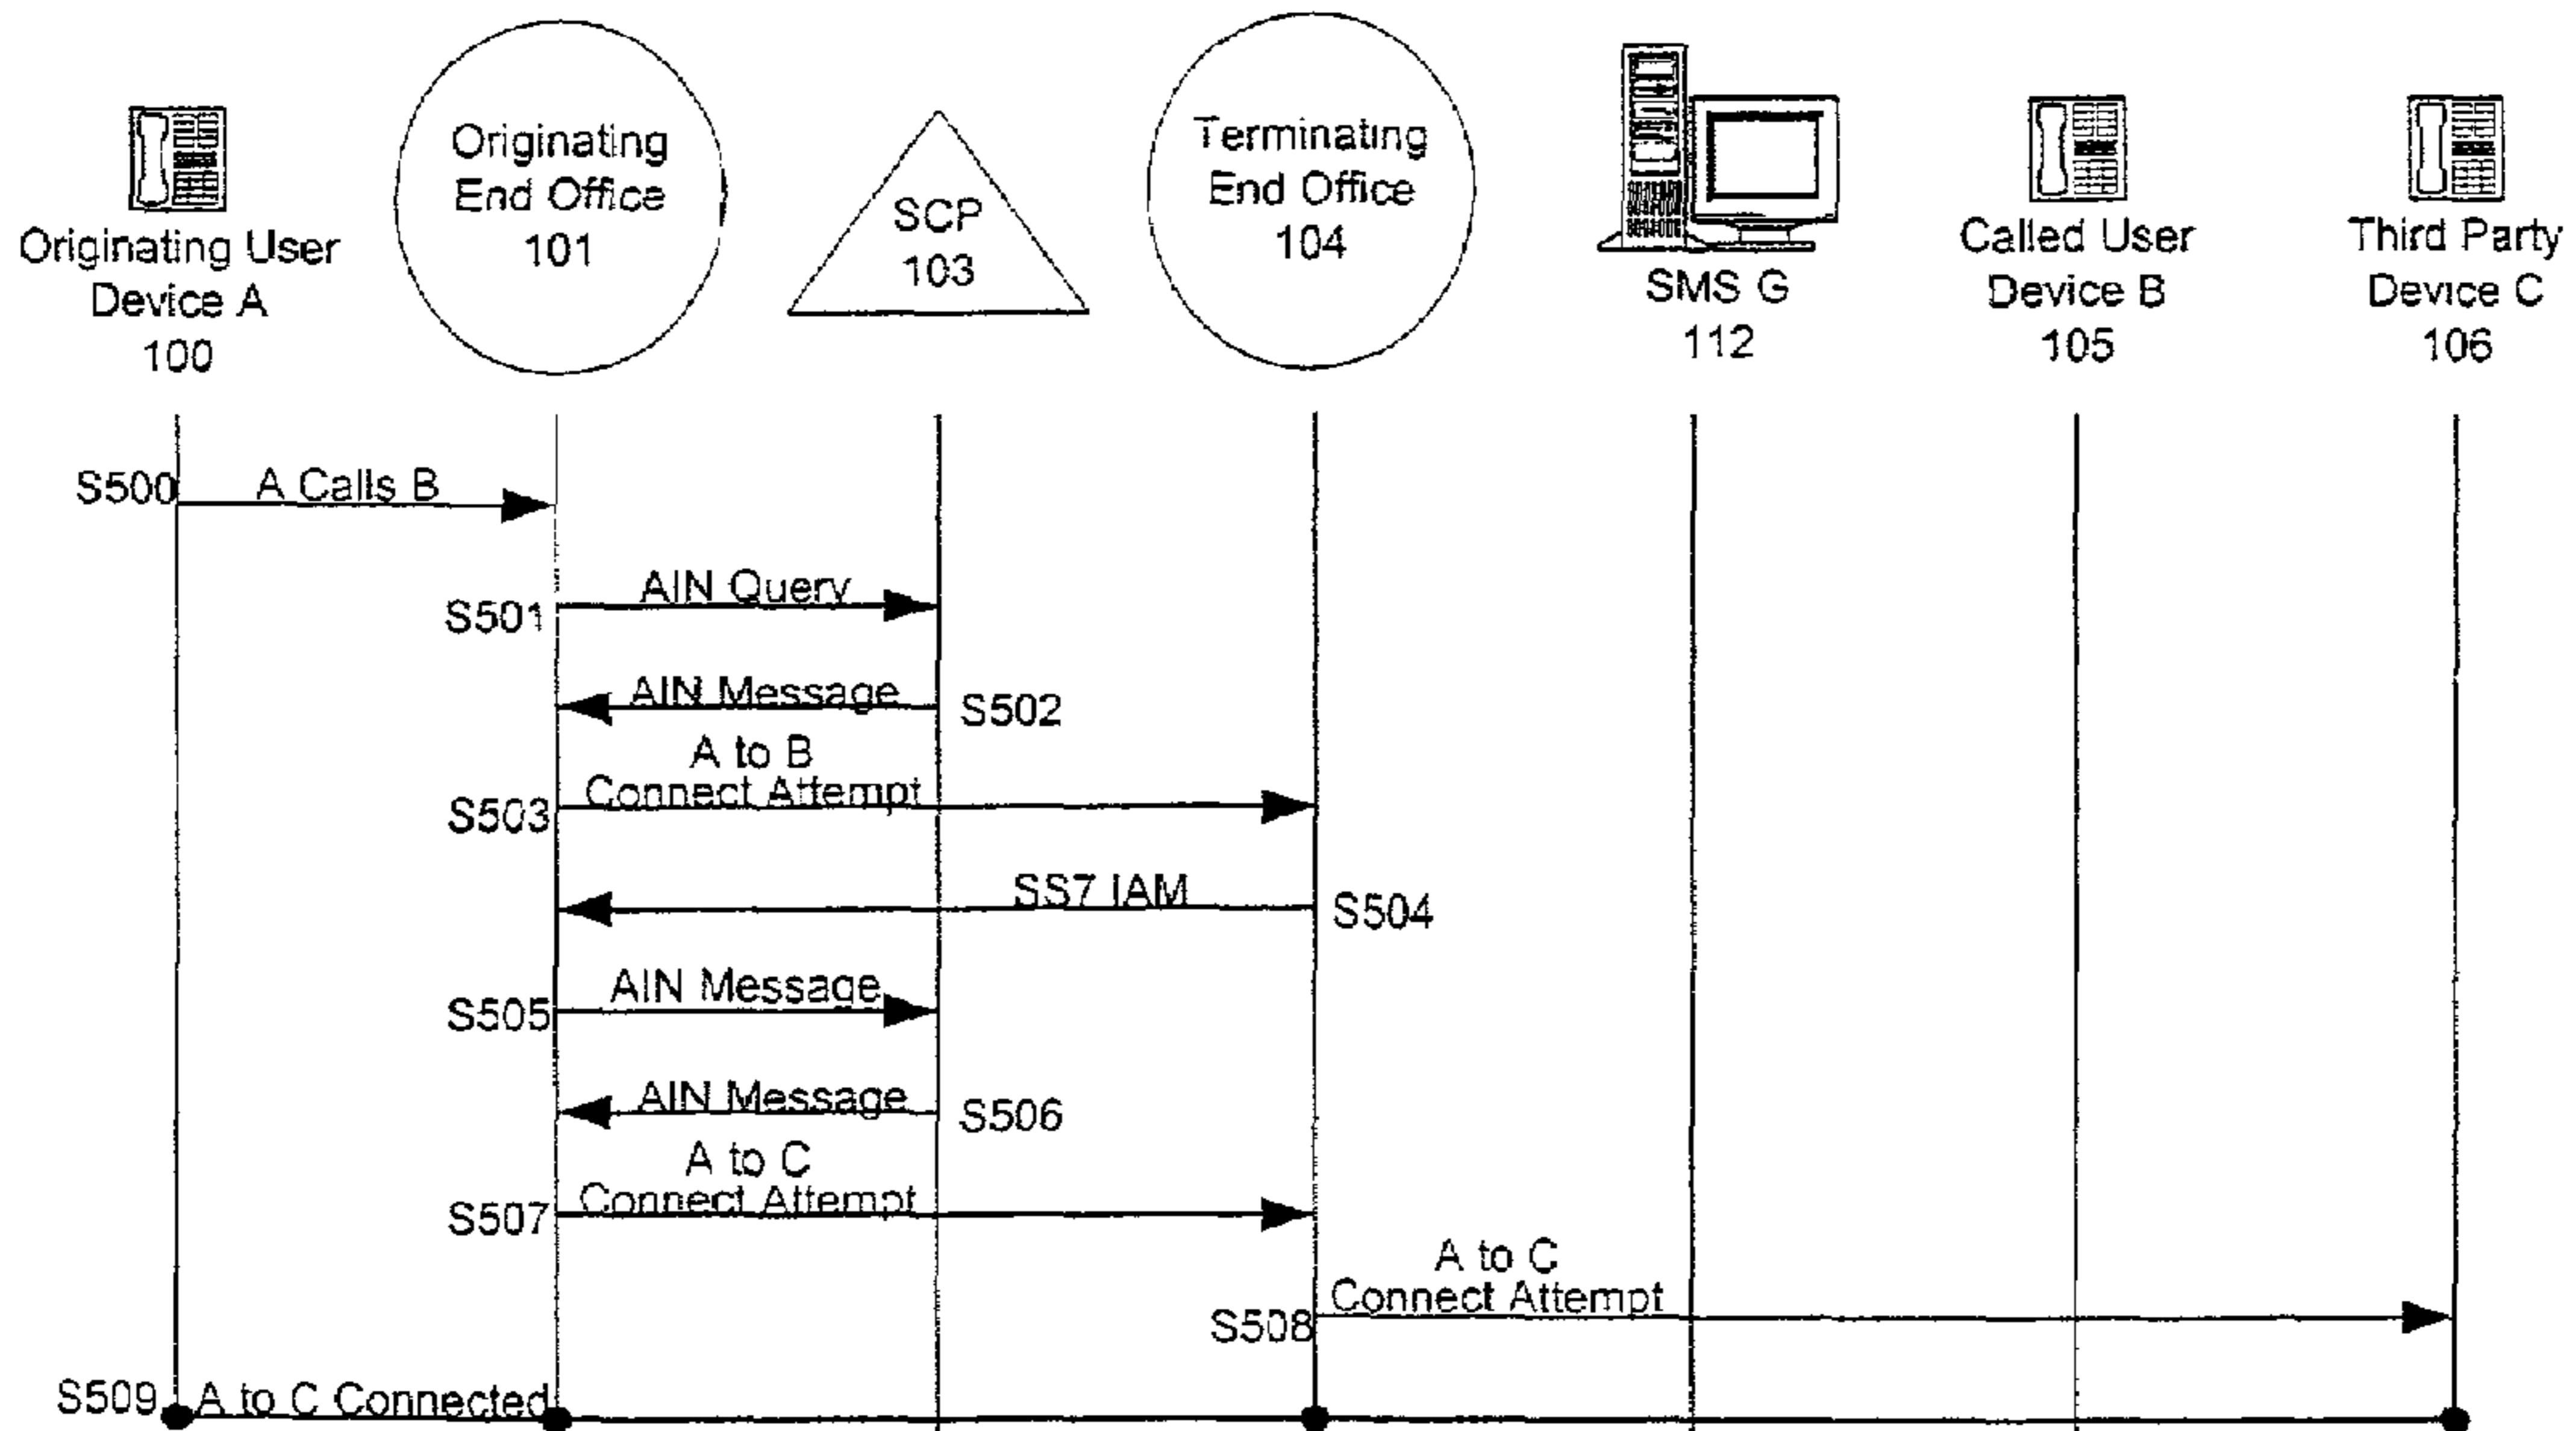 Originating User
Device A
100
Originating
End Office
101
SCP
103
Terminating
End Office
104
SMS G
112
Called User
Device B
105
Third Party
Device C
106
S500
A Calls B
S501
AIN Query
AIN Message
S502
A to B
Connect Attempt
S503
SS7 IAM
S504
AIN Message
S505
AIN Message
S506
A to C
Connect Attempt
S507
A to C
Connect Attempt
S508
S509
A to C Connected